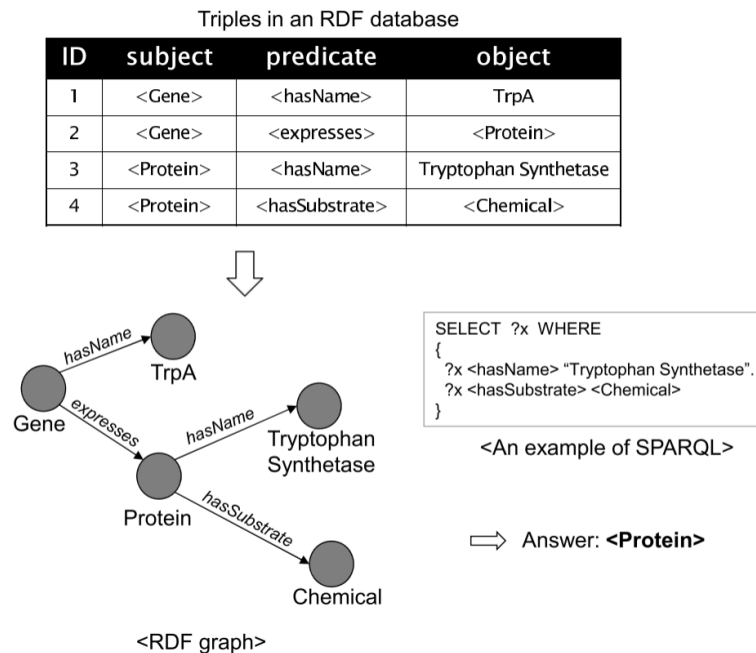 Triples in an RDF database
ID subject predicate object
1 <Gene> <hasName> TrpA
2 <Gene> <expresses> <Protein>
3 <Protein> <hasName> Tryptophan Synthetase
4 <Protein> <hasSubstrate> <Chemical>
hasName
TrpA
Gene
expresses
hasName
Tryptophan
Synthetase
Protein
hasSubstrate
Chemical
<RDF graph>
SELECT ?x WHERE
{
?x <hasName> “Tryptophan Synthetase”.
?x <hasSubstrate> <Chemical>
}
<An example of SPARQL>
Answer: <Protein>